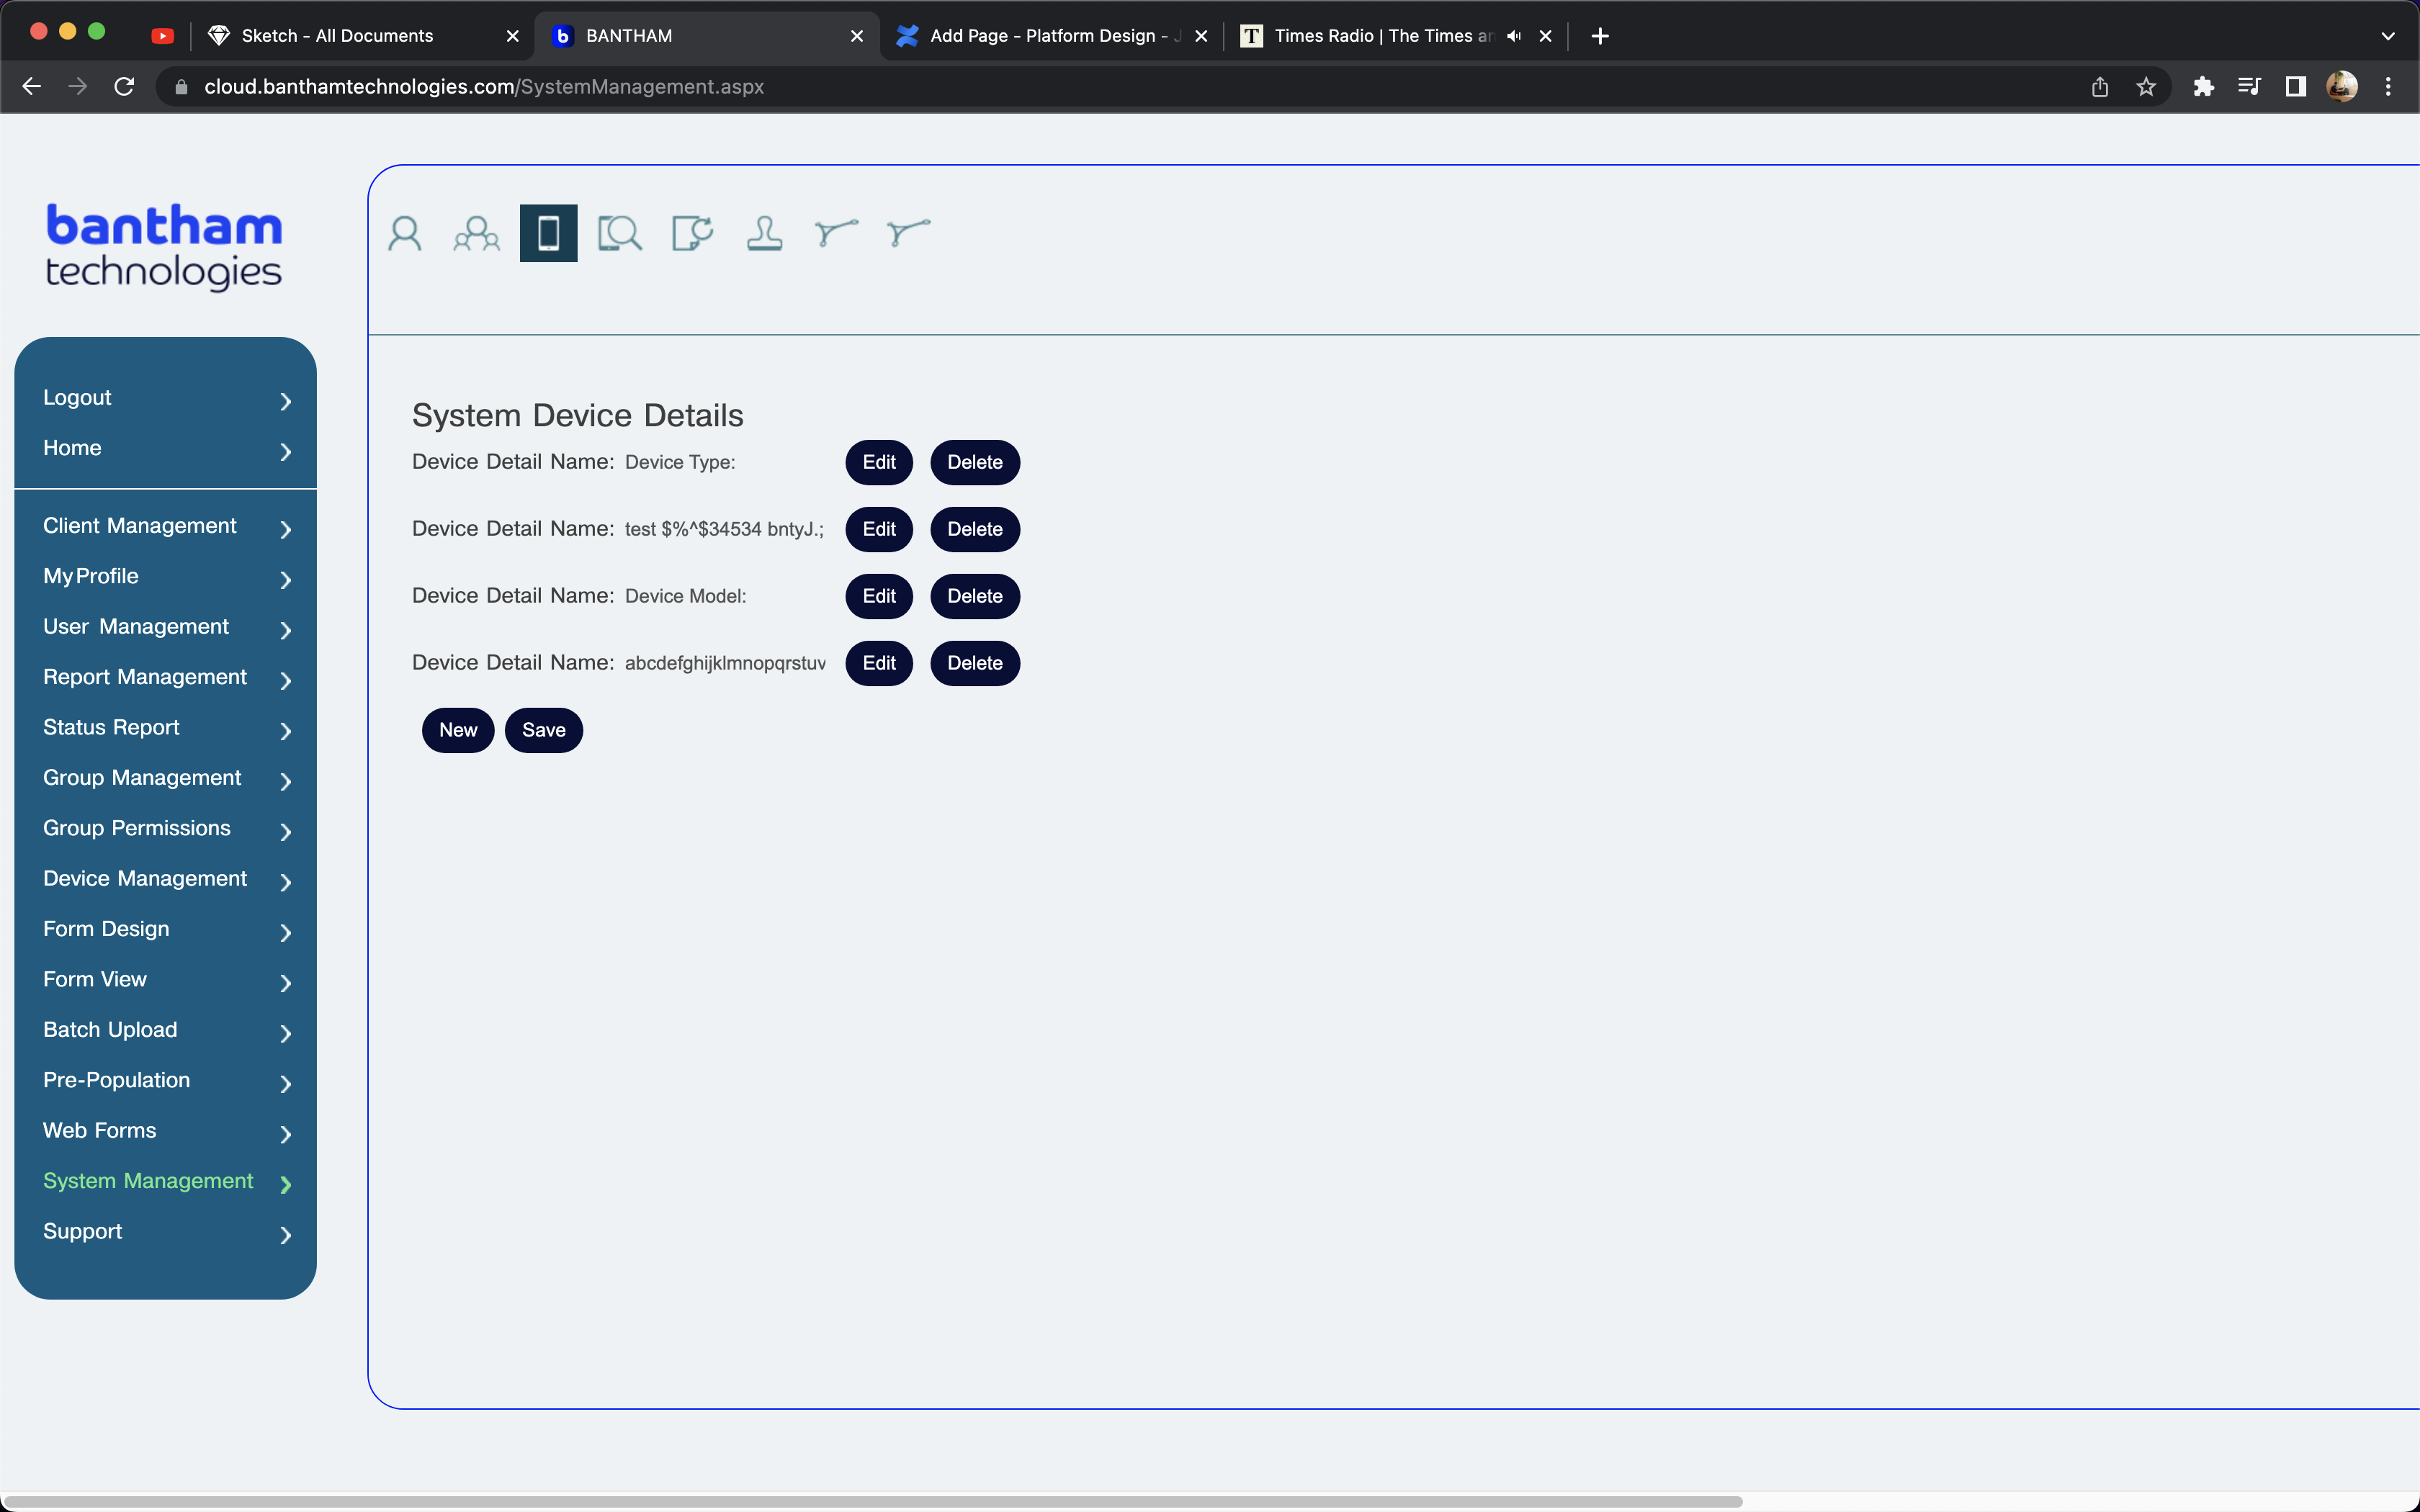 Sketch - All Documents
BANTHAM
Add Page - Platform Design -
Times Radio | The Times
cloud.banthamtechnologies.com/SystemManagement.aspx
bantham
technologies
Logout
Home
Client Management
My Profile
User Management
Report Management
Status Report
Group Management
Group Permissions
Device Management
Form Design
Form View
Batch Upload
Pre-Population
Web Forms
System Management
Support
System Device Details
Device Detail Name: Device Type: Edit Delete
Device Detail Name: test $%^$34534 bntyJ.; Edit Delete
Device Detail Name: Device Model: Edit Delete
Device Detail Name: abcdefghijklmnopqrstuv Edit Delete
New Save